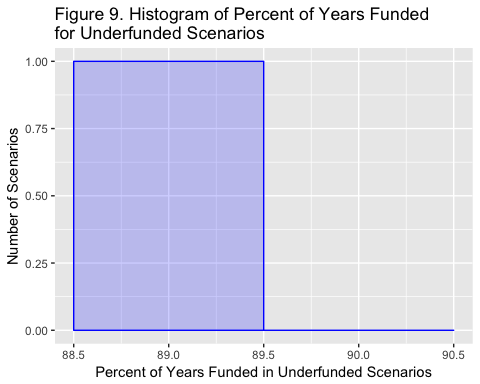 Figure 9. Histogram of Percent of Years Funded
for Underfunded Scenarios
1.00
0.75
0.50
0.25
0.00
Number of Scenarios
88.5 89.0 89.5 90.0 90.5
Percent of Years Funded in Underfunded Scenarios